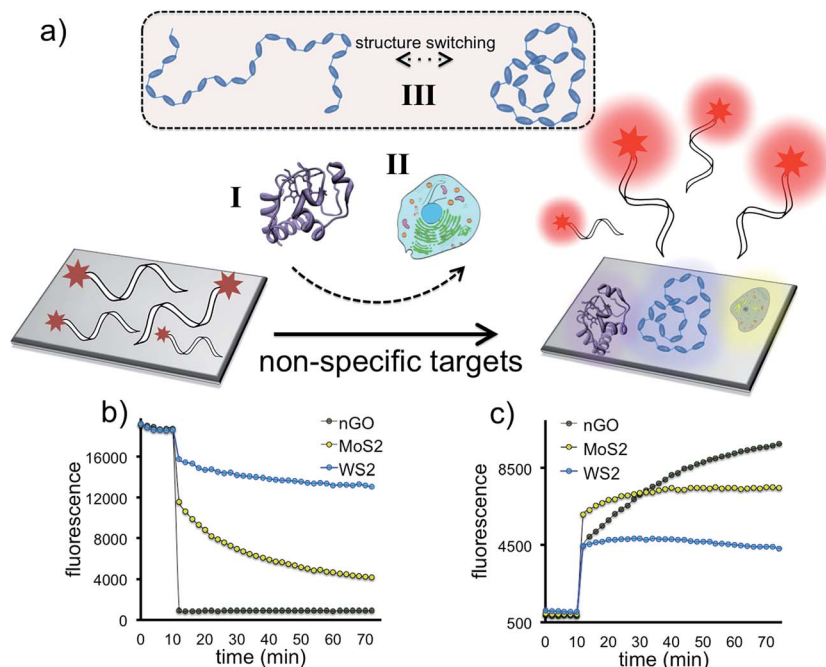 a)
structure switching
III
I
II
non-specific targets
b)
nGO
MoS2
WS2
16000
12000
8000
4000
0
fluorescence
0 10 20 30 40 50 60 70
time (min)
c)
nGO
MoS2
WS2
8500
4500
500
fluorescence
0 10 20 30 40 50 60 70
time (min)